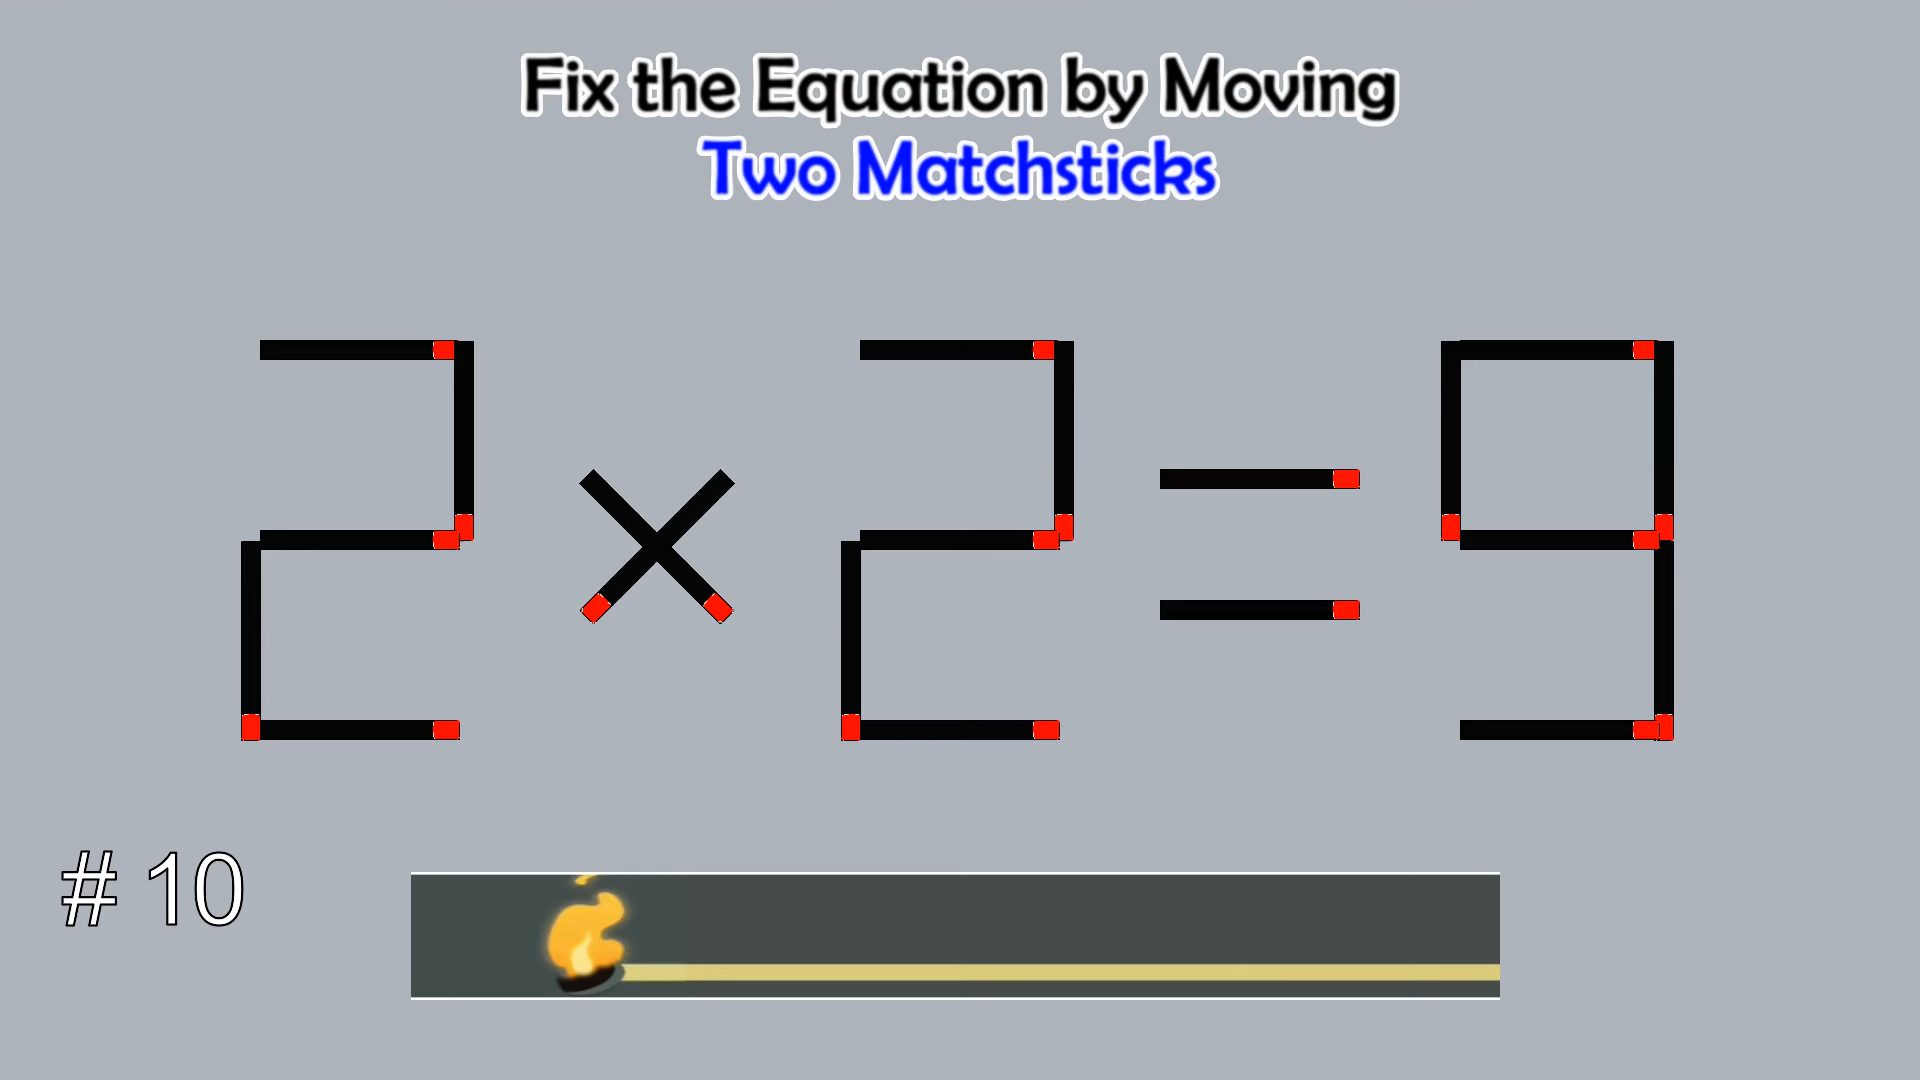 Fix the Equation by Moving
Two Matchsticks
2 × 2 = 9
# 10